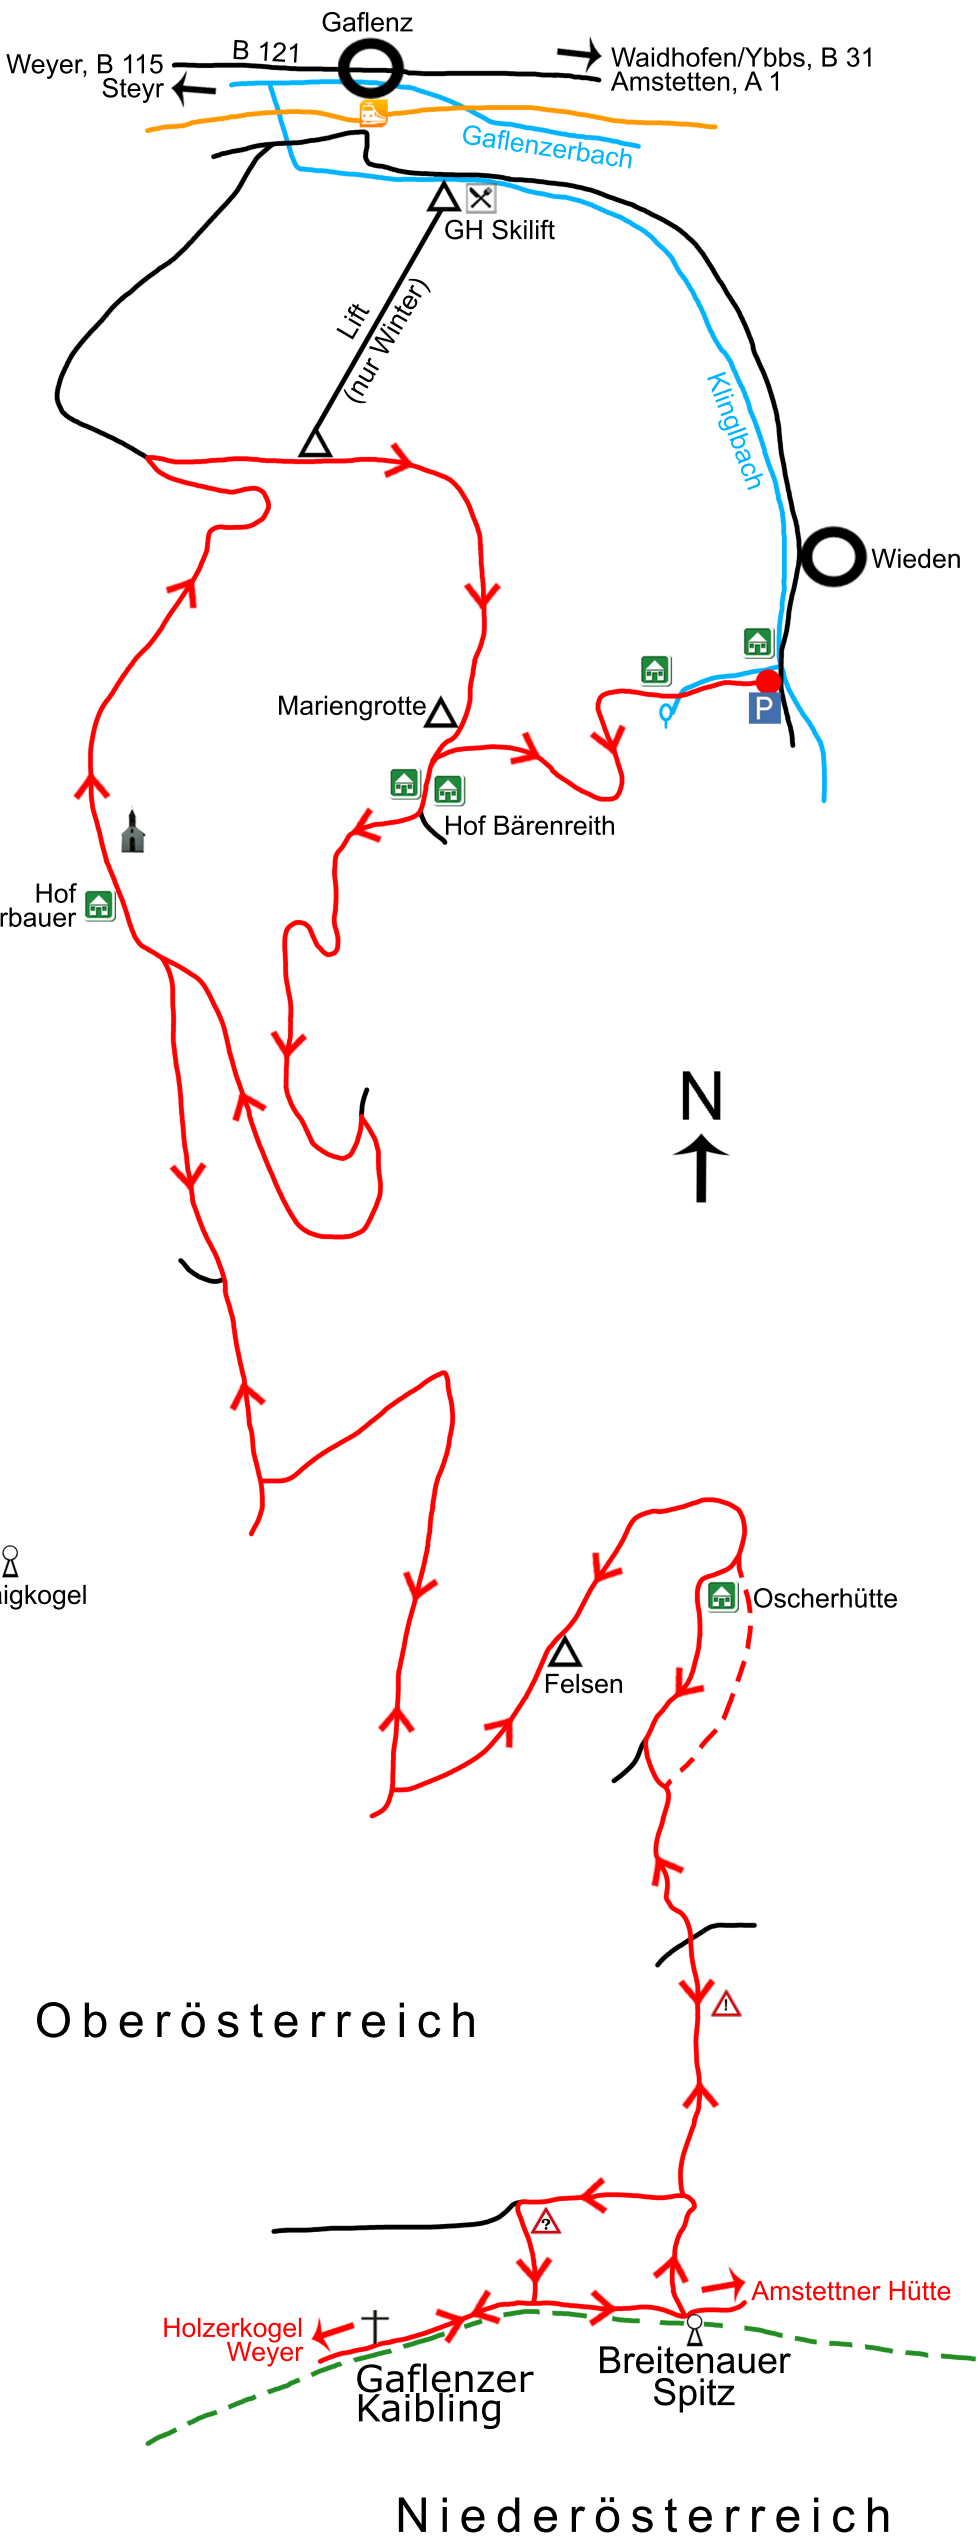 Gaflenz
B 121
Weyer, B 115
Steyr
Waidhofen/Ybbs, B 31
Amstetten, A 1
Gaflenzerbach
GH Skilift
Lift
(nur Winter)
Klinglbach
Wieden
Mariengrotte
P
Hof Bärenreith
Hof
rbauer
N
igkogel
Oscherhütte
Felsen
!
Oberösterreich
?
Amstettner Hütte
Holzerkogel
Weyer
Gaflenzer
Kaibling
Breitenauer
Spitz
Niederösterreich